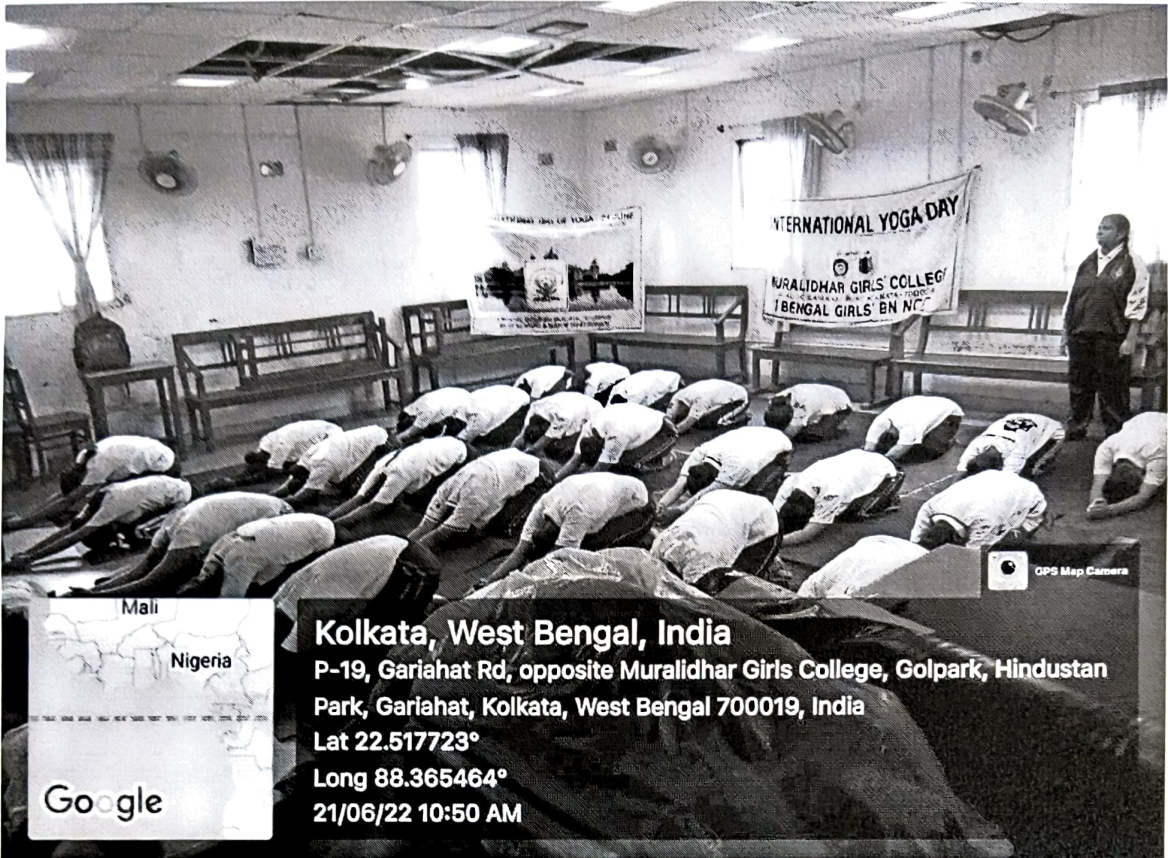 INTERNATIONAL YOGA DAY
MURALIDHAR GIRLS' COLLEGE
1 BENGAL GIRLS' BN NCC
GPS Map Camera
Mali
Nigeria
Google
Kolkata, West Bengal, India
P-19, Gariahat Rd, opposite Muralidhar Girls College, Golpark, Hindustan
Park, Gariahat, Kolkata, West Bengal 700019, India
Lat 22.517723°
Long 88.365464°
21/06/22 10:50 AM